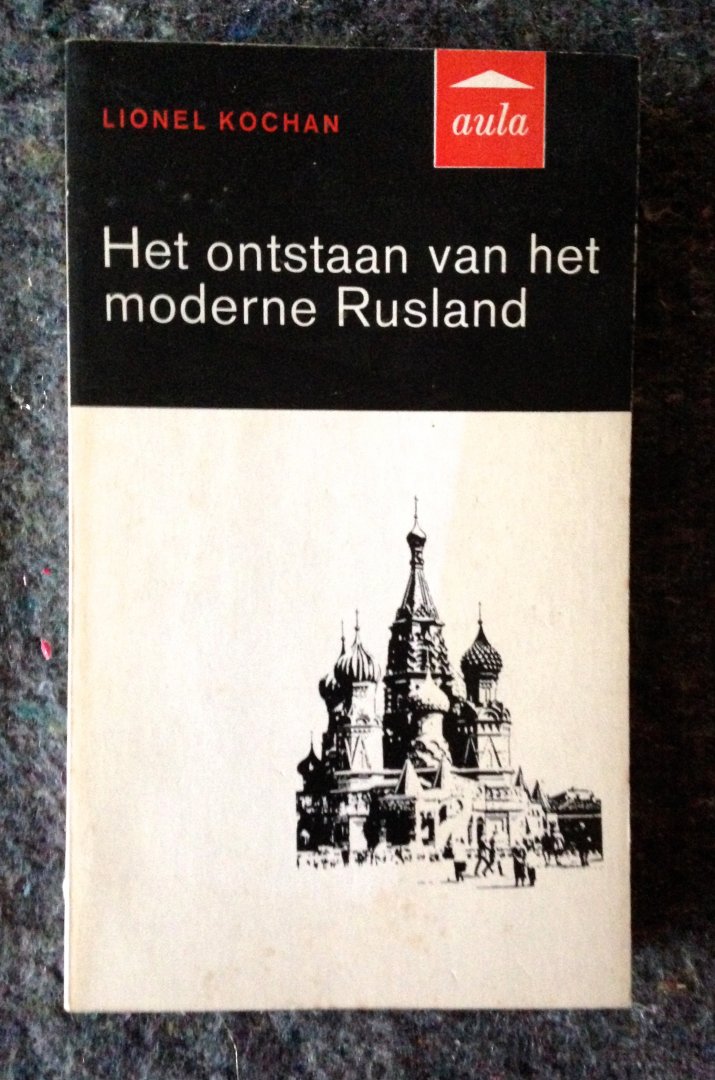 LIONEL KOCHAN
aula
Het ontstaan van het
moderne Rusland